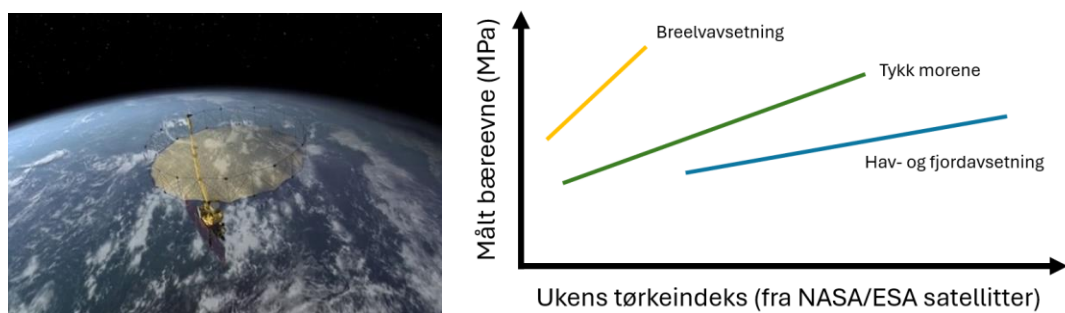 Breelvavsetning
Tykk morene
Hav- og fjordavsetning
Målt bæreevne (MPa)
Ukens tørkeindeks (fra NASA/ESA satellitter)